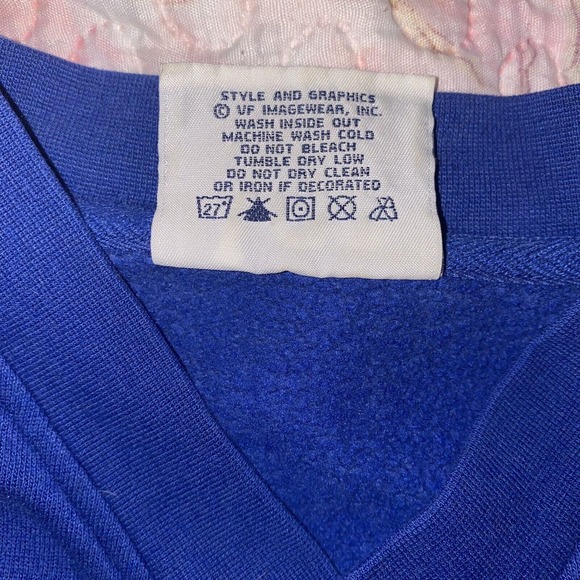 STYLE AND GRAPHICS
© VF IMAGEWEAR, INC.
WASH INSIDE OUT
MACHINE WASH COLD
DO NOT BLEACH
TUMBLE DRY LOW
DO NOT DRY CLEAN
OR IRON IF DECORATED
27°